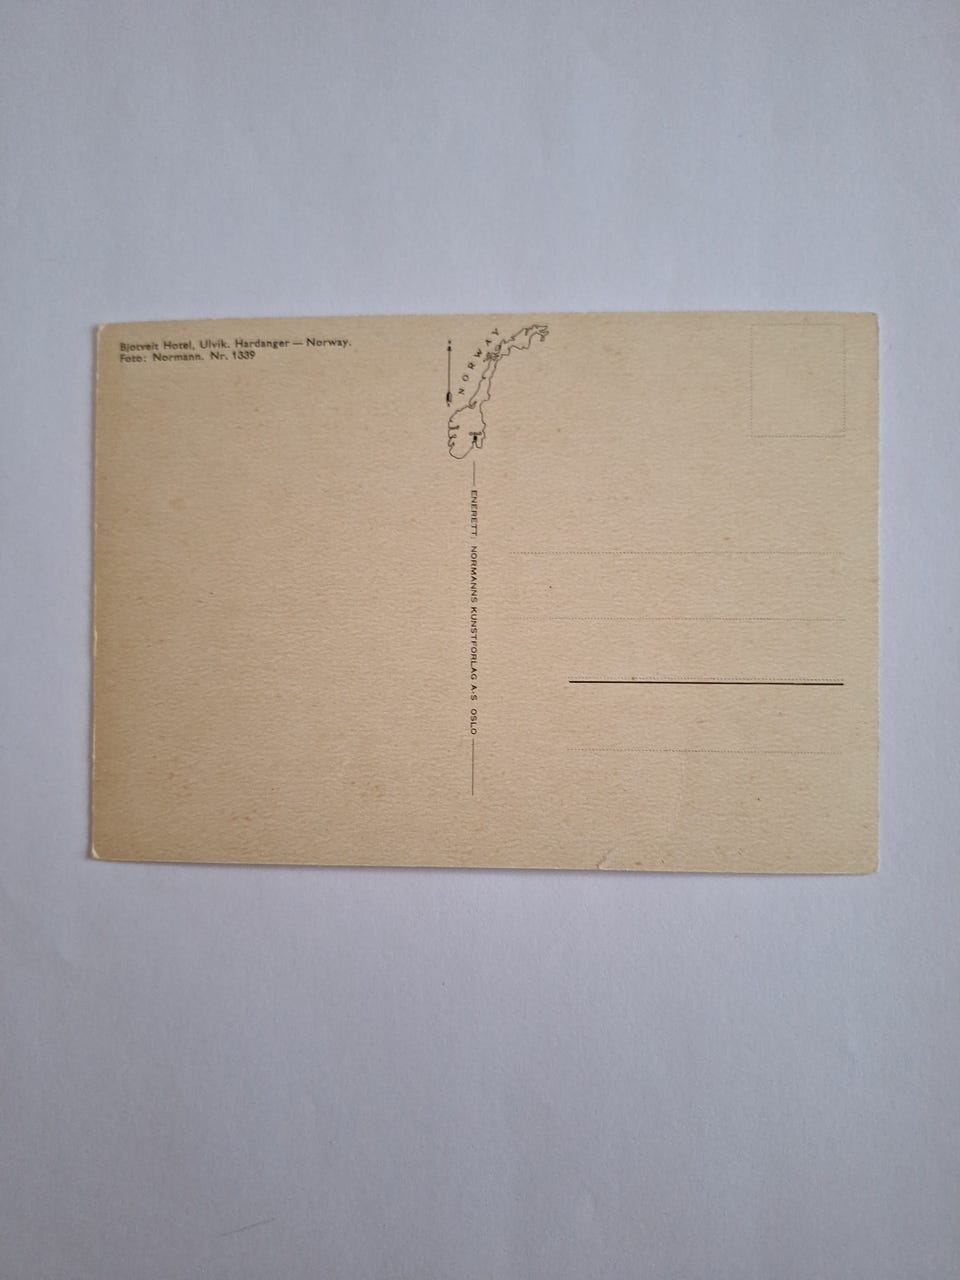 Bjotveit Hotel, Ulvik. Hardanger — Norway.
Foto: Normann. Nr. 1339
NORWAY
ENERETT: NORMANNS KUNSTFORLAG A-S OSLO